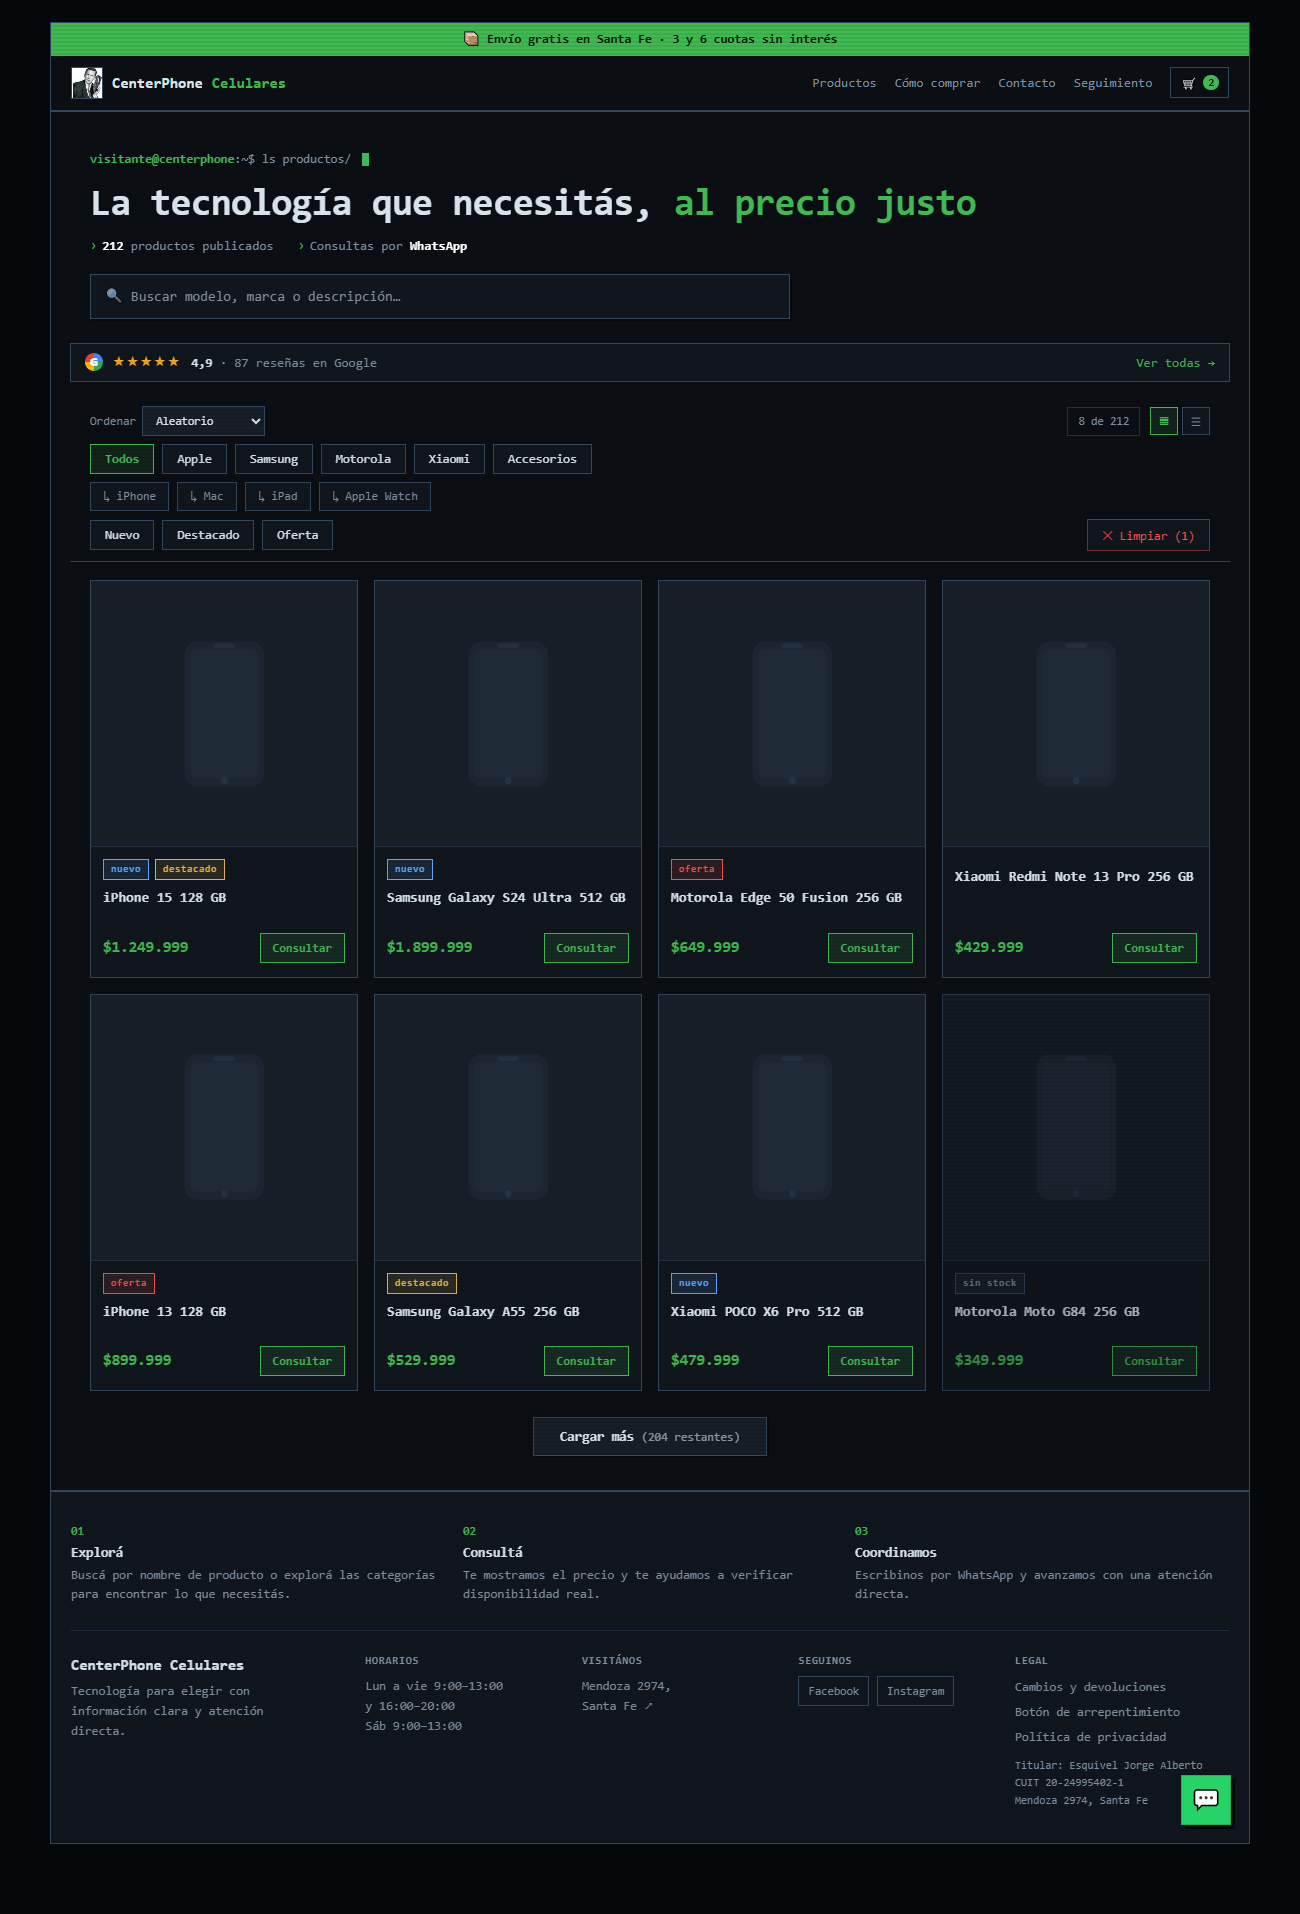 Envío gratis en Santa Fe · 3 y 6 cuotas sin interés
CenterPhone Celulares
Productos Cómo comprar Contacto Seguimiento 2
visitante@centerphone:~$ ls productos/
La tecnología que necesitás, al precio justo
› 212 productos publicados › Consultas por WhatsApp
Buscar modelo, marca o descripción…
★★★★★ 4,9 · 87 reseñas en Google Ver todas →
Ordenar Aleatorio 8 de 212
Todos Apple Samsung Motorola Xiaomi Accesorios
↳ iPhone ↳ Mac ↳ iPad ↳ Apple Watch
Nuevo Destacado Oferta ✕ Limpiar (1)
nuevo destacado
iPhone 15 128 GB
$1.249.999 Consultar
nuevo
Samsung Galaxy S24 Ultra 512 GB
$1.899.999 Consultar
oferta
Motorola Edge 50 Fusion 256 GB
$649.999 Consultar
Xiaomi Redmi Note 13 Pro 256 GB
$429.999 Consultar
oferta
iPhone 13 128 GB
$899.999 Consultar
destacado
Samsung Galaxy A55 256 GB
$529.999 Consultar
nuevo
Xiaomi POCO X6 Pro 512 GB
$479.999 Consultar
sin stock
Motorola Moto G84 256 GB
$349.999 Consultar
Cargar más (204 restantes)
01
Explorá
Buscá por nombre de producto o explorá las categorías
para encontrar lo que necesitás.
02
Consultá
Te mostramos el precio y te ayudamos a verificar
disponibilidad real.
03
Coordinamos
Escribinos por WhatsApp y avanzamos con una atención
directa.
CenterPhone Celulares
Tecnología para elegir con
información clara y atención
directa.
HORARIOS
Lun a vie 9:00–13:00
y 16:00–20:00
Sáb 9:00–13:00
VISITÁNOS
Mendoza 2974,
Santa Fe ↗
SEGUINOS
Facebook Instagram
LEGAL
Cambios y devoluciones
Botón de arrepentimiento
Política de privacidad
Titular: Esquivel Jorge Alberto
CUIT 20-24995402-1
Mendoza 2974, Santa Fe